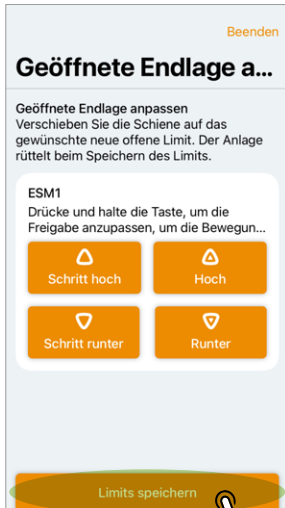 Beenden
Geöffnete Endlage a...
Geöffnete Endlage anpassen
Verschieben Sie die Schiene auf das
gewünschte neue offene Limit. Der Anlage
rüttelt beim Speichern des Limits.
ESM1
Drücke und halte die Taste, um die
Freigabe anzupassen, um die Bewegun...
Schritt hoch
Hoch
Schritt runter
Runter
Limits speichern